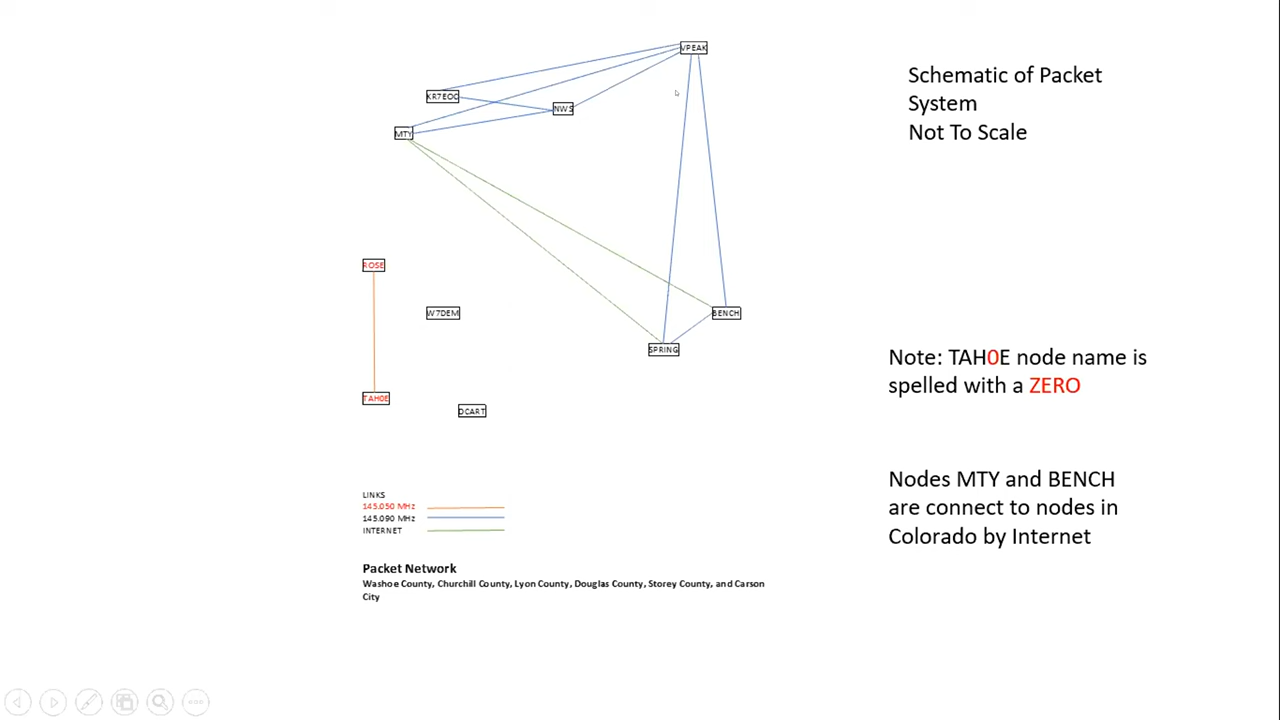 VPEAK
Schematic of Packet
System
Not To Scale
KR7EOC
NWS
MTY
ROSE
W7DEM
BENCH
SPRING
Note: TAH0E node name is
spelled with a ZERO
TAH0E
DCART
Nodes MTY and BENCH
are connect to nodes in
Colorado by Internet
LINKS
145.050 MHz
145.090 MHz
INTERNET
Packet Network
Washoe County, Churchill County, Lyon County, Douglas County, Storey County, and Carson
City